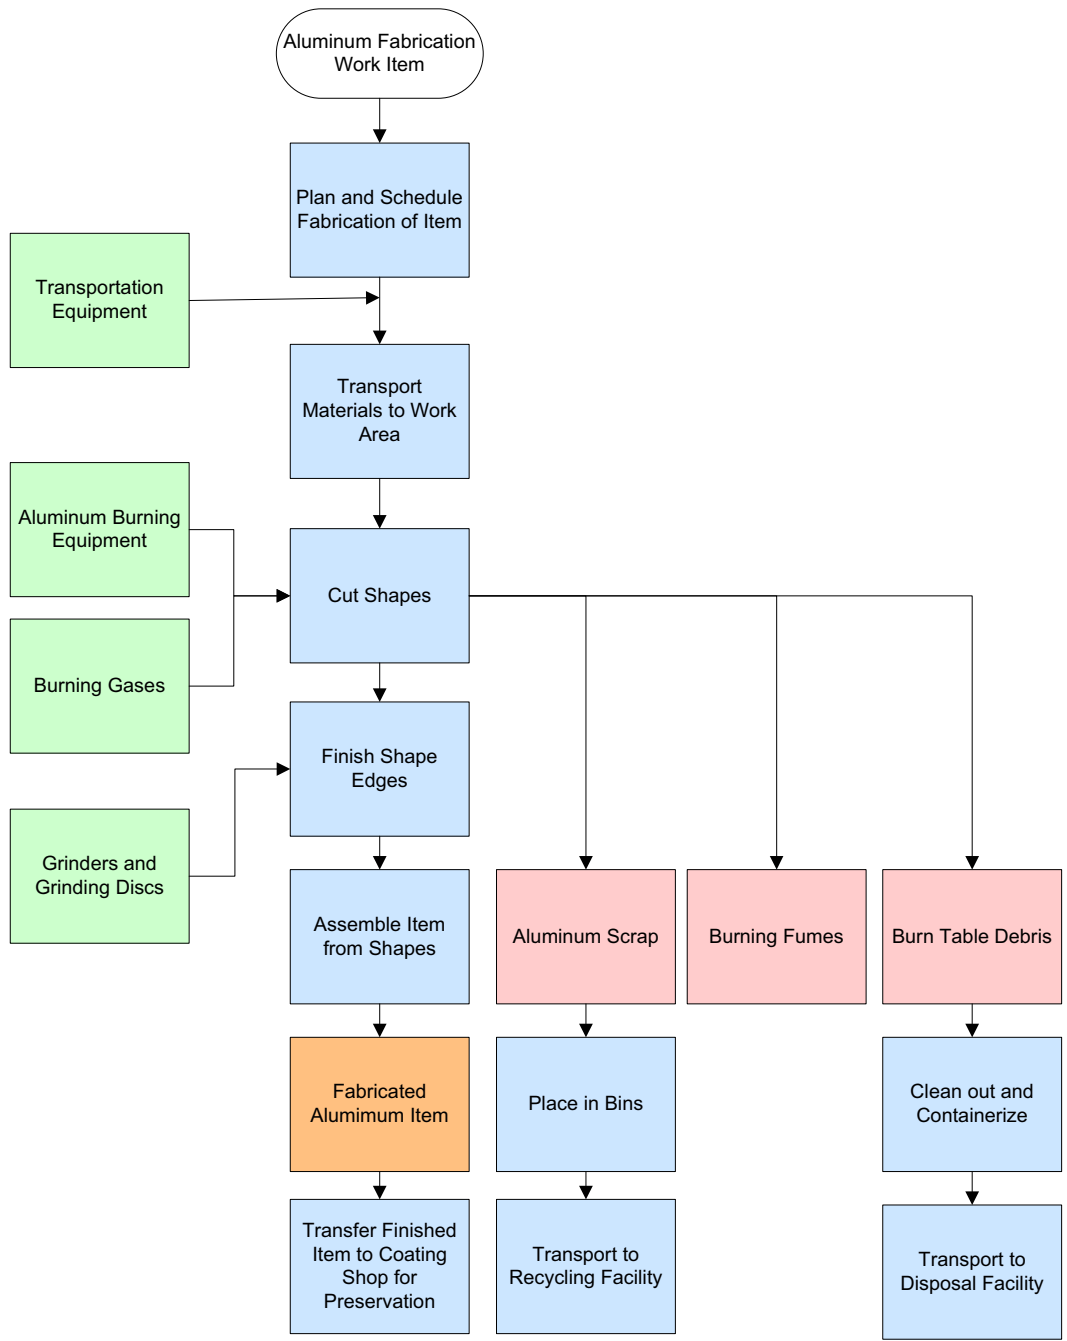 Aluminum Fabrication
Work Item
Plan and Schedule
Fabrication of Item
Transportation
Equipment
Transport
Materials to Work
Area
Aluminum Burning
Equipment
Cut Shapes
Burning Gases
Finish Shape
Edges
Grinders and
Grinding Discs
Assemble Item
from Shapes
Aluminum Scrap
Burning Fumes
Burn Table Debris
Fabricated
Alumimum Item
Place in Bins
Clean out and
Containerize
Transfer Finished
Item to Coating
Shop for
Preservation
Transport to
Recycling Facility
Transport to
Disposal Facility